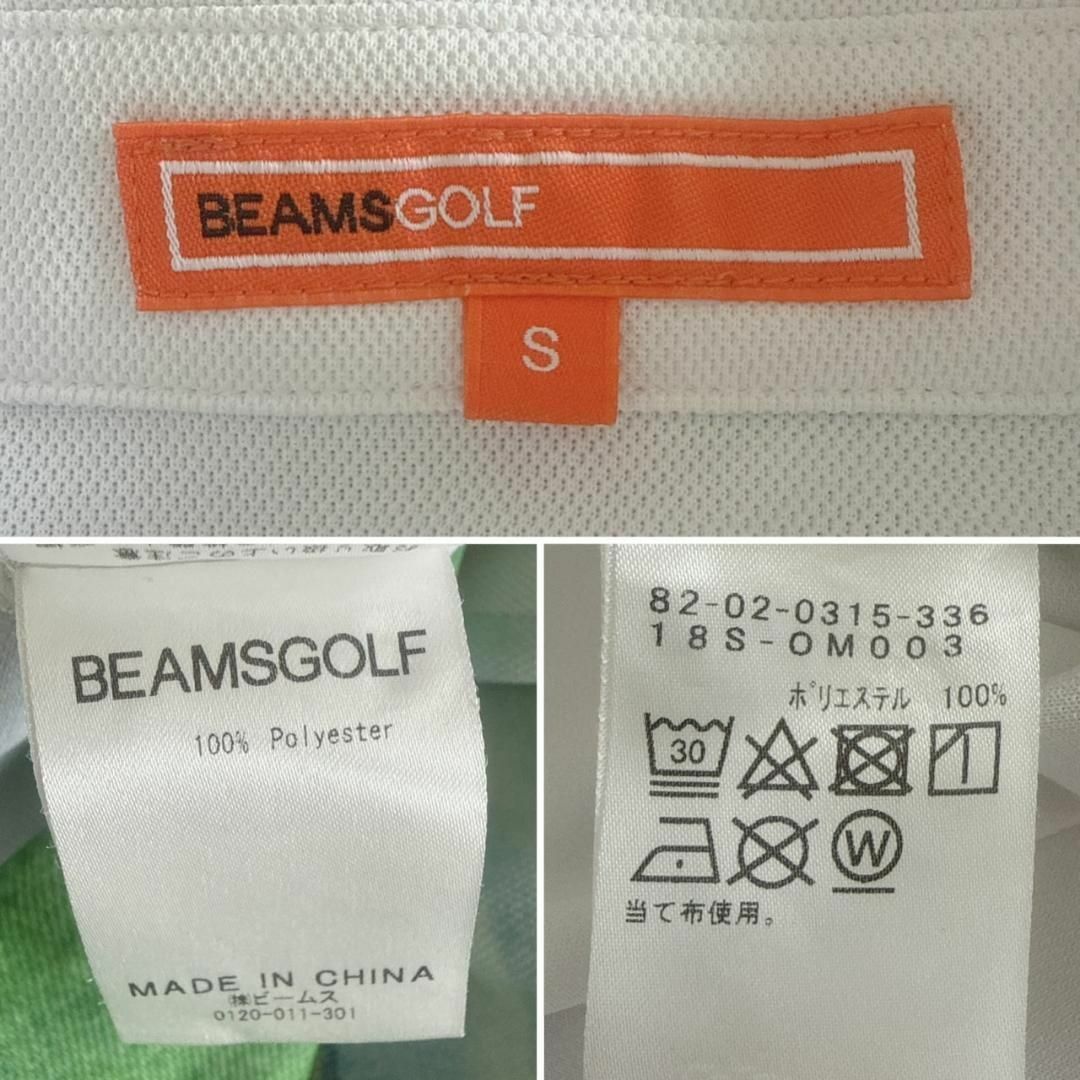 BEAMSGOLF
S
BEAMSGOLF
100% Polyester
MADE IN CHINA
㈱ビームス
0120-011-301
82-02-0315-336
18S-OM003
ポリエステル 100%
30
W
当て布使用。